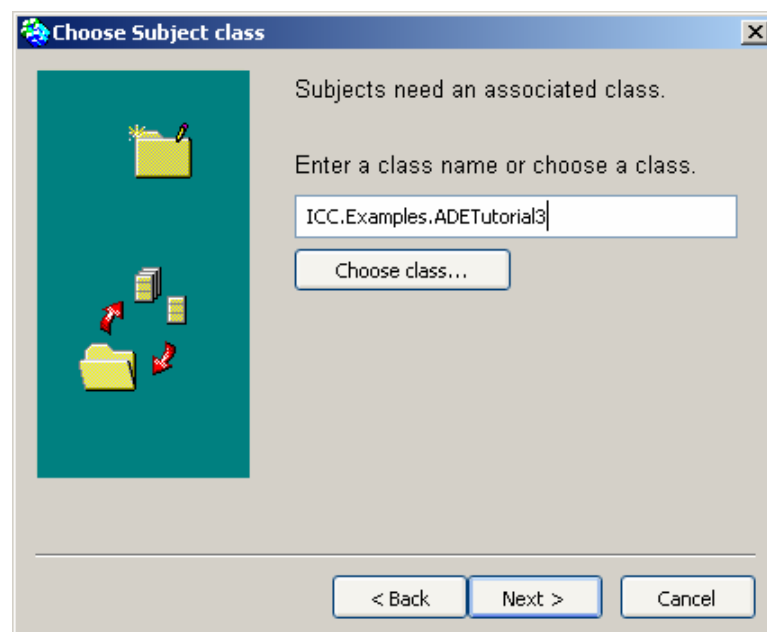 Choose Subject class
Subjects need an associated class.
Enter a class name or choose a class.
ICC.Examples.ADETutorial3
Choose class...
< Back
Next >
Cancel